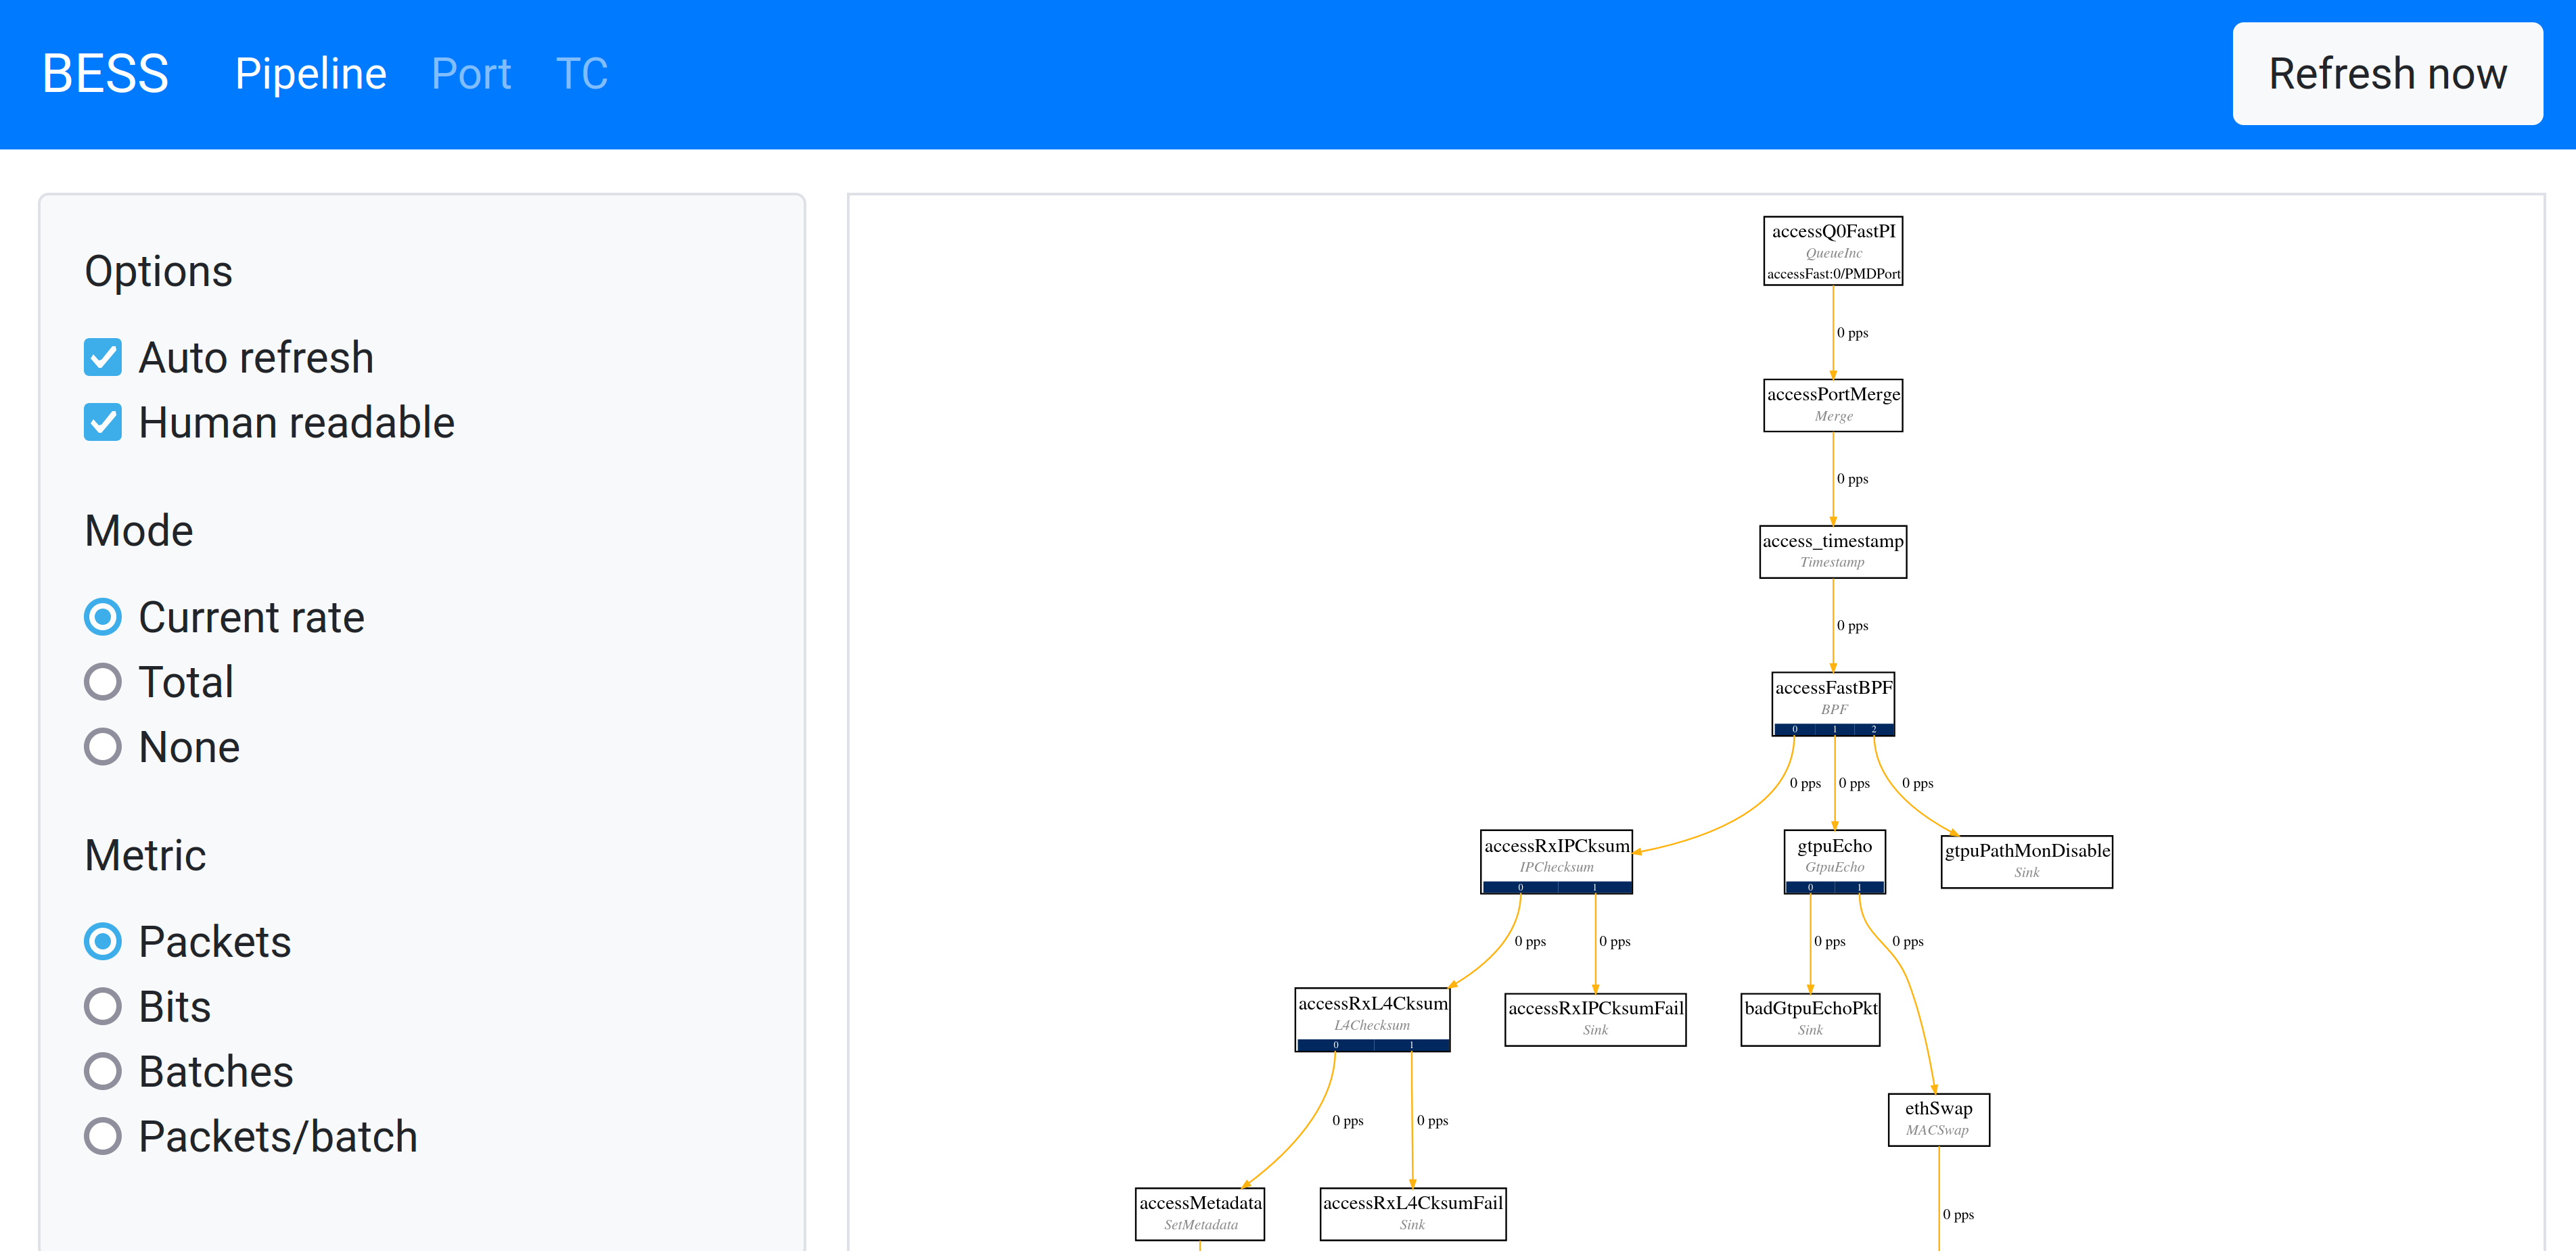 BESS Pipeline Port TC Refresh now
Options
Auto refresh
Human readable
Mode
Current rate
Total
None
Metric
Packets
Bits
Batches
Packets/batch
accessQ0FastPI
QueueInc
accessFast:0/PMDPort
0 pps
accessPortMerge
Merge
0 pps
access_timestamp
Timestamp
0 pps
accessFastBPF
BPF
0 1 2
0 pps 0 pps 0 pps
accessRxIPCksum
IPChecksum
0 1
gtpuEcho
GtpuEcho
0 1
gtpuPathMonDisable
Sink
0 pps 0 pps 0 pps 0 pps
accessRxL4Cksum
L4Checksum
0 1
accessRxIPCksumFail
Sink
badGtpuEchoPkt
Sink
ethSwap
MACSwap
0 pps 0 pps
accessMetadata
SetMetadata
accessRxL4CksumFail
Sink
0 pps